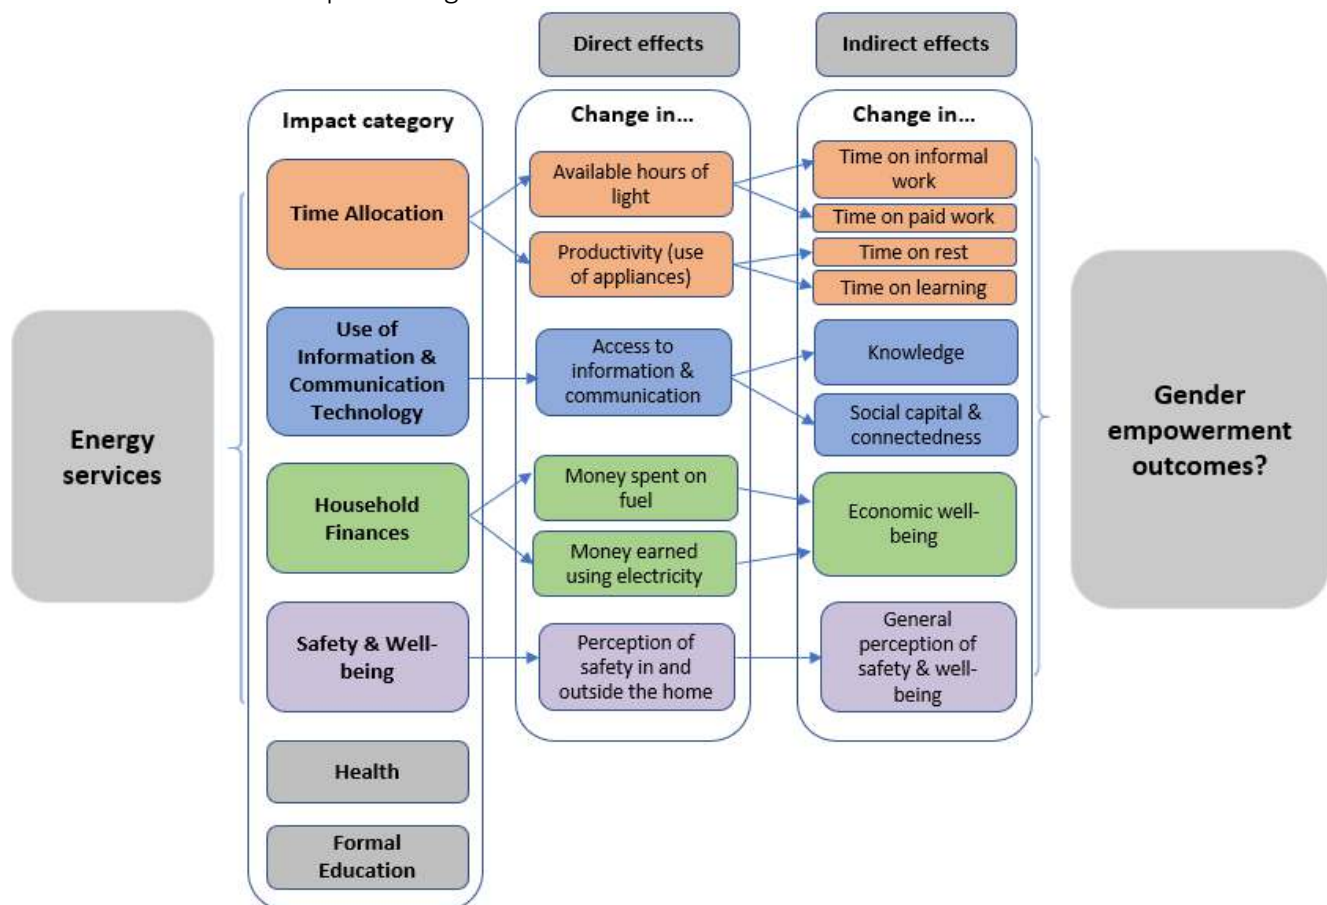 Direct effects
Indirect effects
Impact category
Change in...
Change in...
Time Allocation
Available hours of
light
Time on informal
work
Time on paid work
Productivity (use
of appliances)
Time on rest
Time on learning
Use of
Information &
Communication
Technology
Access to
information &
communication
Knowledge
Social capital &
connectedness
Energy
services
Gender
empowerment
outcomes?
Household
Finances
Money spent on
fuel
Money earned
using electricity
Economic well-
being
Safety & Well-
being
Perception of
safety in and
outside the home
General
perception of
safety & well-
being
Health
Formal
Education